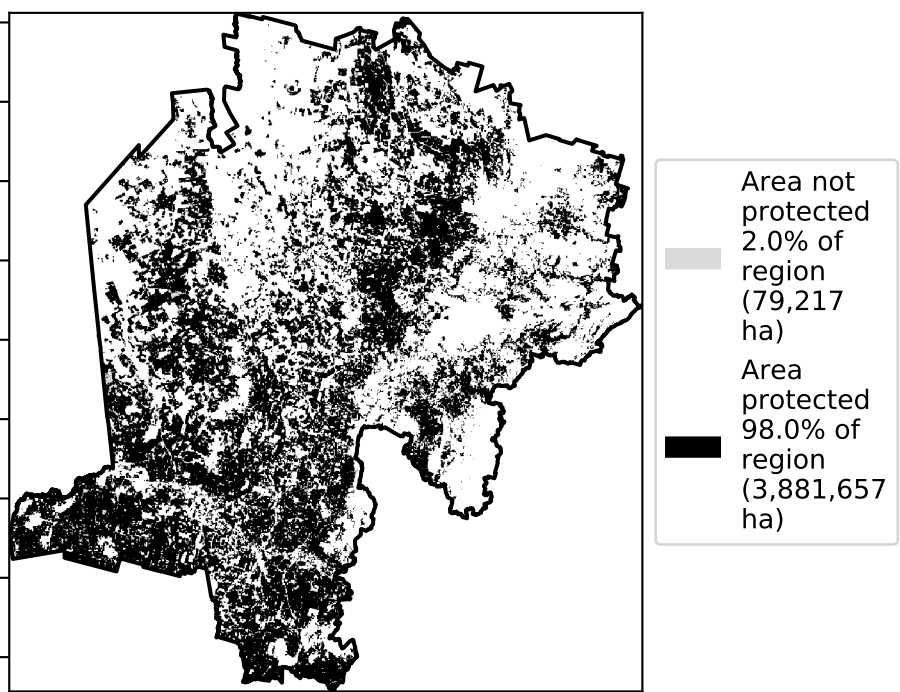 Area not
protected
2.0% of
region
(79,217
ha)
Area
protected
98.0% of
region
(3,881,657
ha)